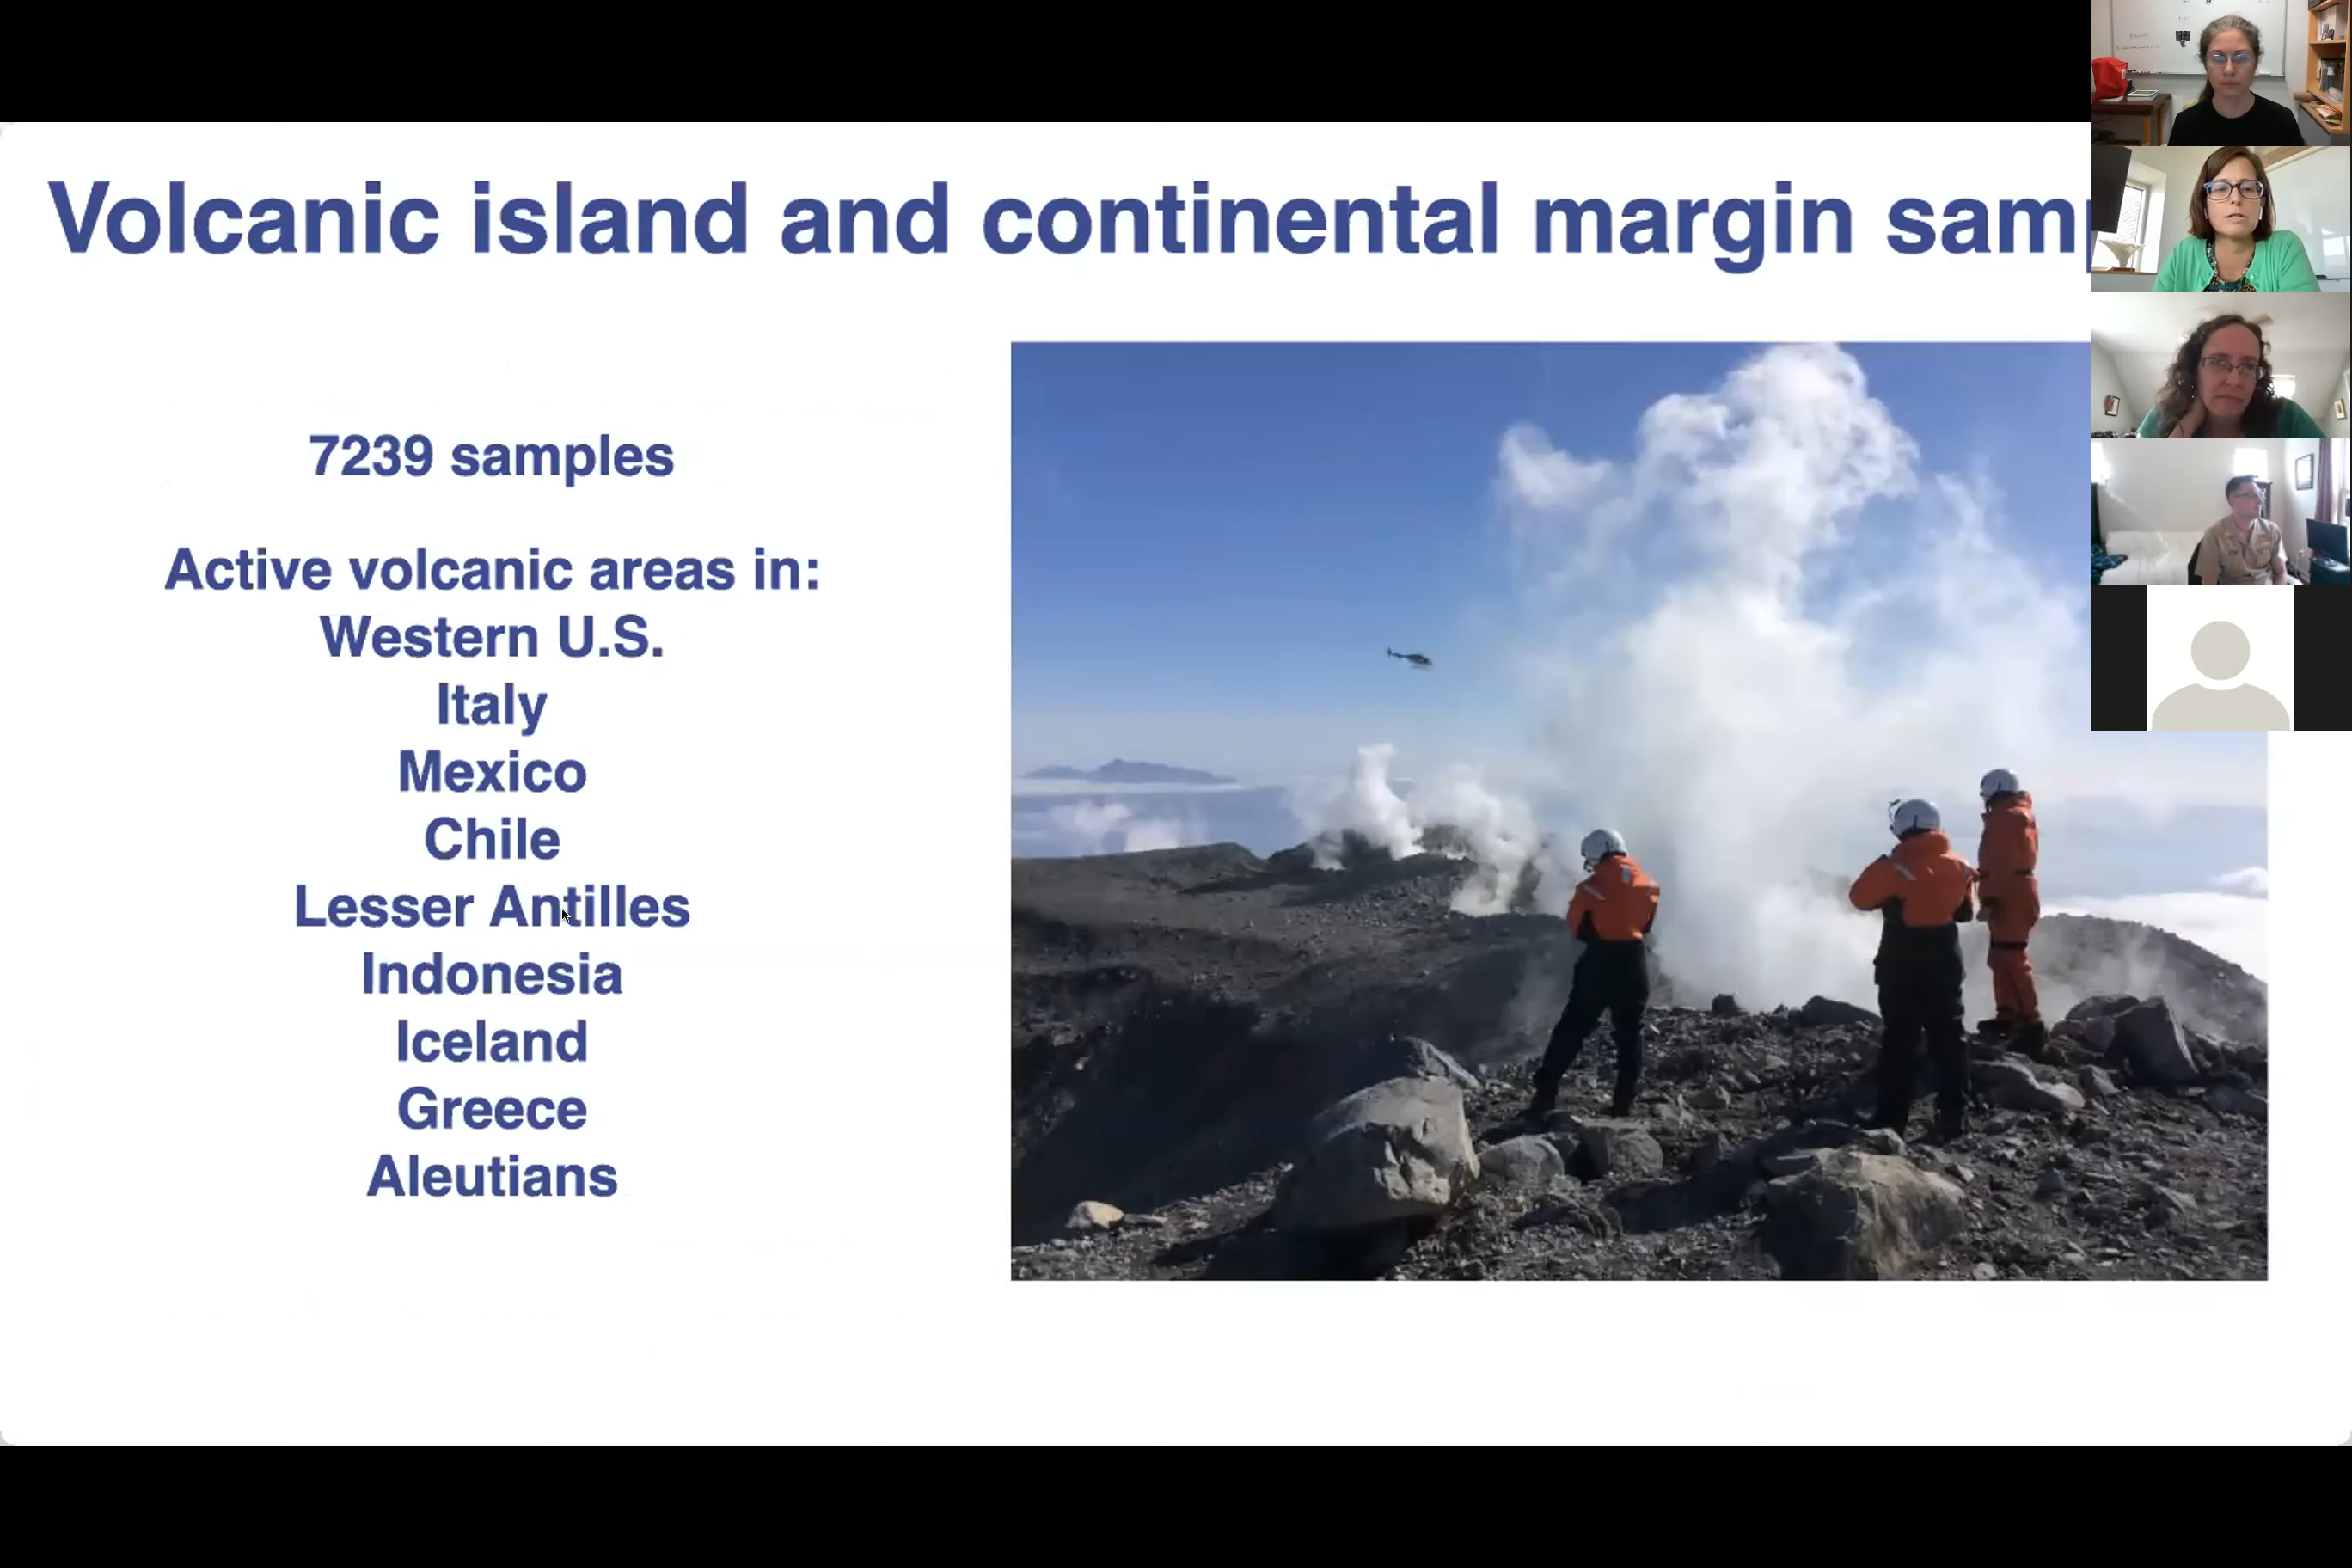 Volcanic island and continental margin sam
7239 samples
Active volcanic areas in:
Western U.S.
Italy
Mexico
Chile
Lesser Antilles
Indonesia
Iceland
Greece
Aleutians